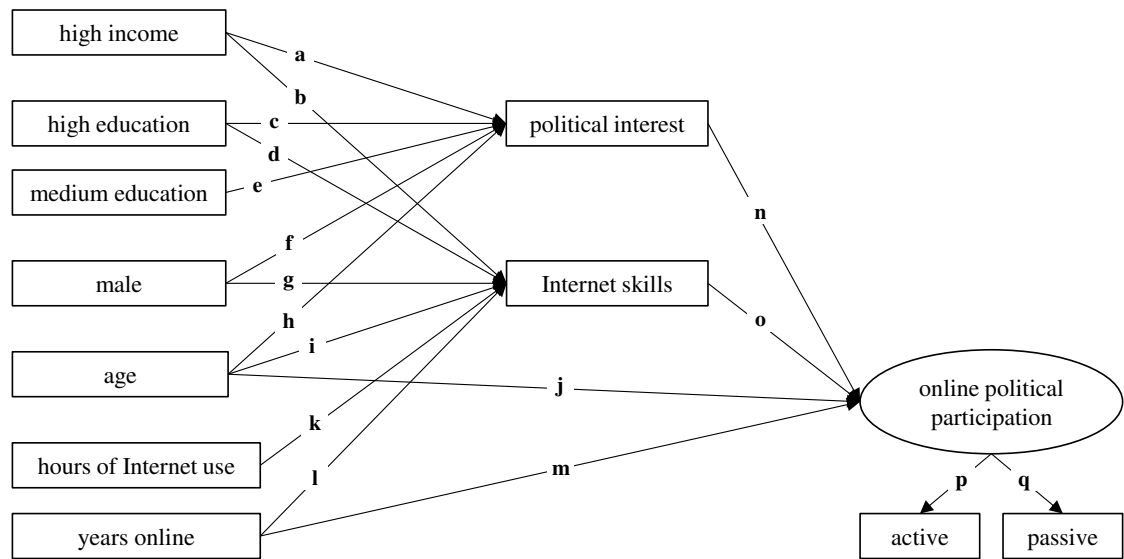 high income
a
b
high education
c
political interest
d
medium education
e
n
f
male
g
Internet skills
h
o
i
age
j
online political
participation
k
hours of Internet use
m
l
p
q
years online
active
passive